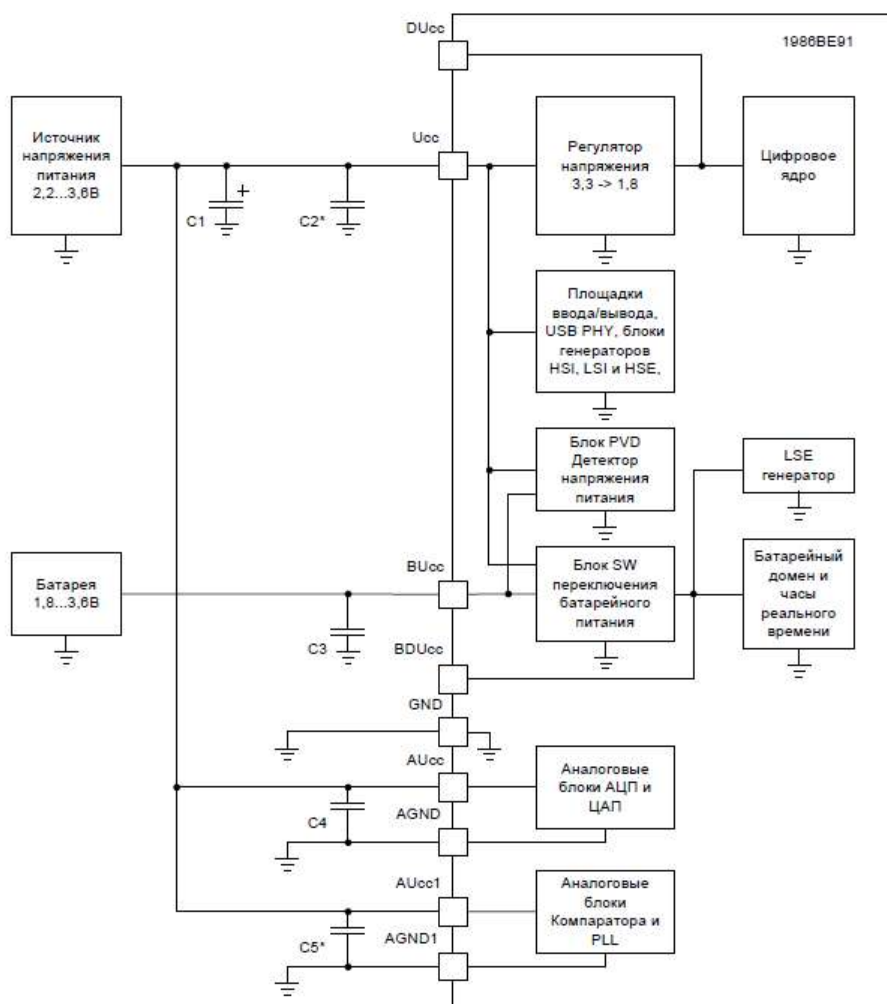 DUcc
1986BE91
Источник
напряжения
питания
2,2...3,6В
Ucc
Регулятор
напряжения
3,3 -> 1,8
Цифровое
ядро
C1
+
C2*
Площадки
ввода/вывода,
USB PHY, блоки
генераторов
HSI, LSI и HSE,
Блок PVD
Детектор
напряжения
питания
LSE
генератор
Батарея
1,8...3,6В
BUcc
Блок SW
переключения
батарейного
питания
Батарейный
домен и
часы
реального
времени
C3
BDUcc
GND
AUcc
Аналоговые
блоки АЦП и
ЦАП
C4
AGND
AUcc1
Аналоговые
блоки
Компаратора и
PLL
C5*
AGND1